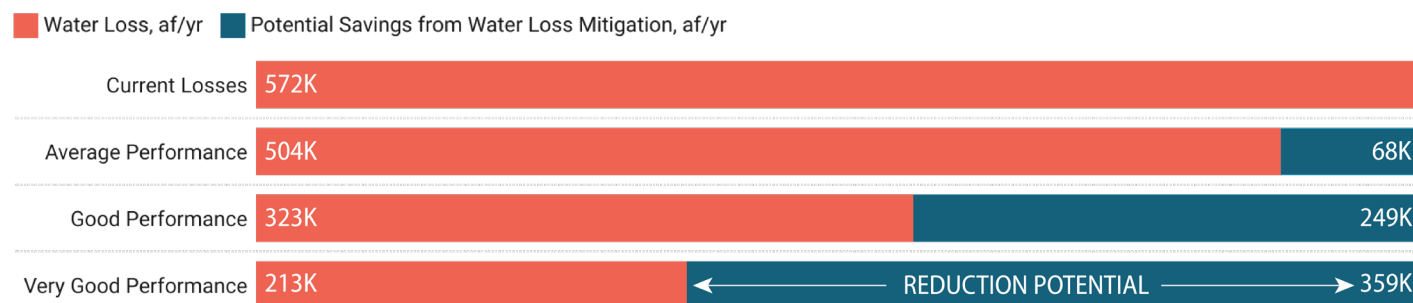 Water Loss, af/yr Potential Savings from Water Loss Mitigation, af/yr
Current Losses 572K
Average Performance 504K 68K
Good Performance 323K 249K
Very Good Performance 213K REDUCTION POTENTIAL 359K